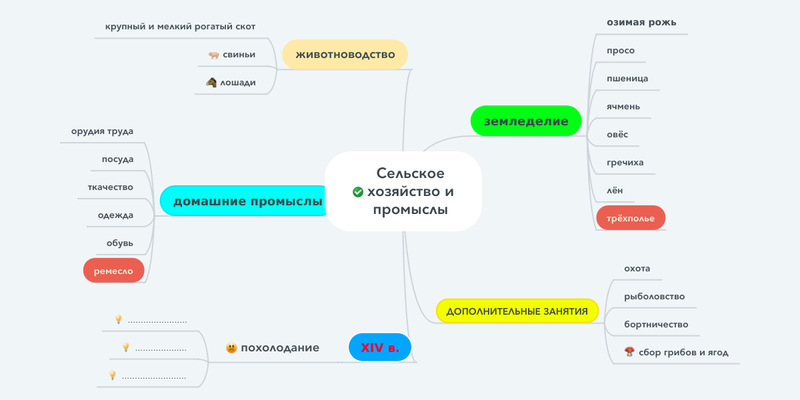 Сельское
хозяйство и
промыслы
животноводство
крупный и мелкий рогатый скот
свиньи
лошади
земледелие
озимая рожь
просо
пшеница
ячмень
овёс
гречиха
лён
трёхполье
домашние промыслы
орудия труда
посуда
ткачество
одежда
обувь
ремесло
ДОПОЛНИТЕЛЬНЫЕ ЗАНЯТИЯ
охота
рыболовство
бортничество
сбор грибов и ягод
XIV в.
похолодание
......................
...................
........................